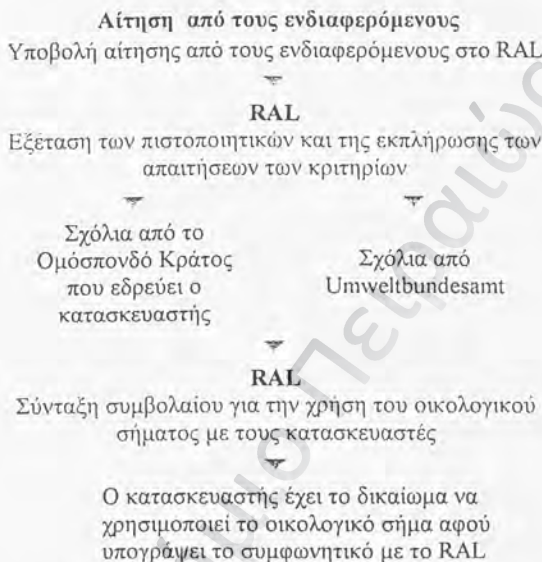 Αίτηση από τους ενδιαφερόμενους
Υποβολή αίτησης από τους ενδιαφερόμενους στο RAL
RAL
Εξέταση των πιστοποιητικών και της εκπλήρωσης των
απαιτήσεων των κριτηρίων
Σχόλια από το
Ομόσπονδό Κράτος
που εδρεύει ο
κατασκευαστής
Σχόλια από
Umweltbundesamt
RAL
Σύνταξη συμβολαίου για την χρήση του οικολογικού
σήματος με τους κατασκευαστές
Ο κατασκευαστής έχει το δικαίωμα να
χρησιμοποιεί το οικολογικό σήμα αφού
υπογράψει το συμφωνητικό με το RAL